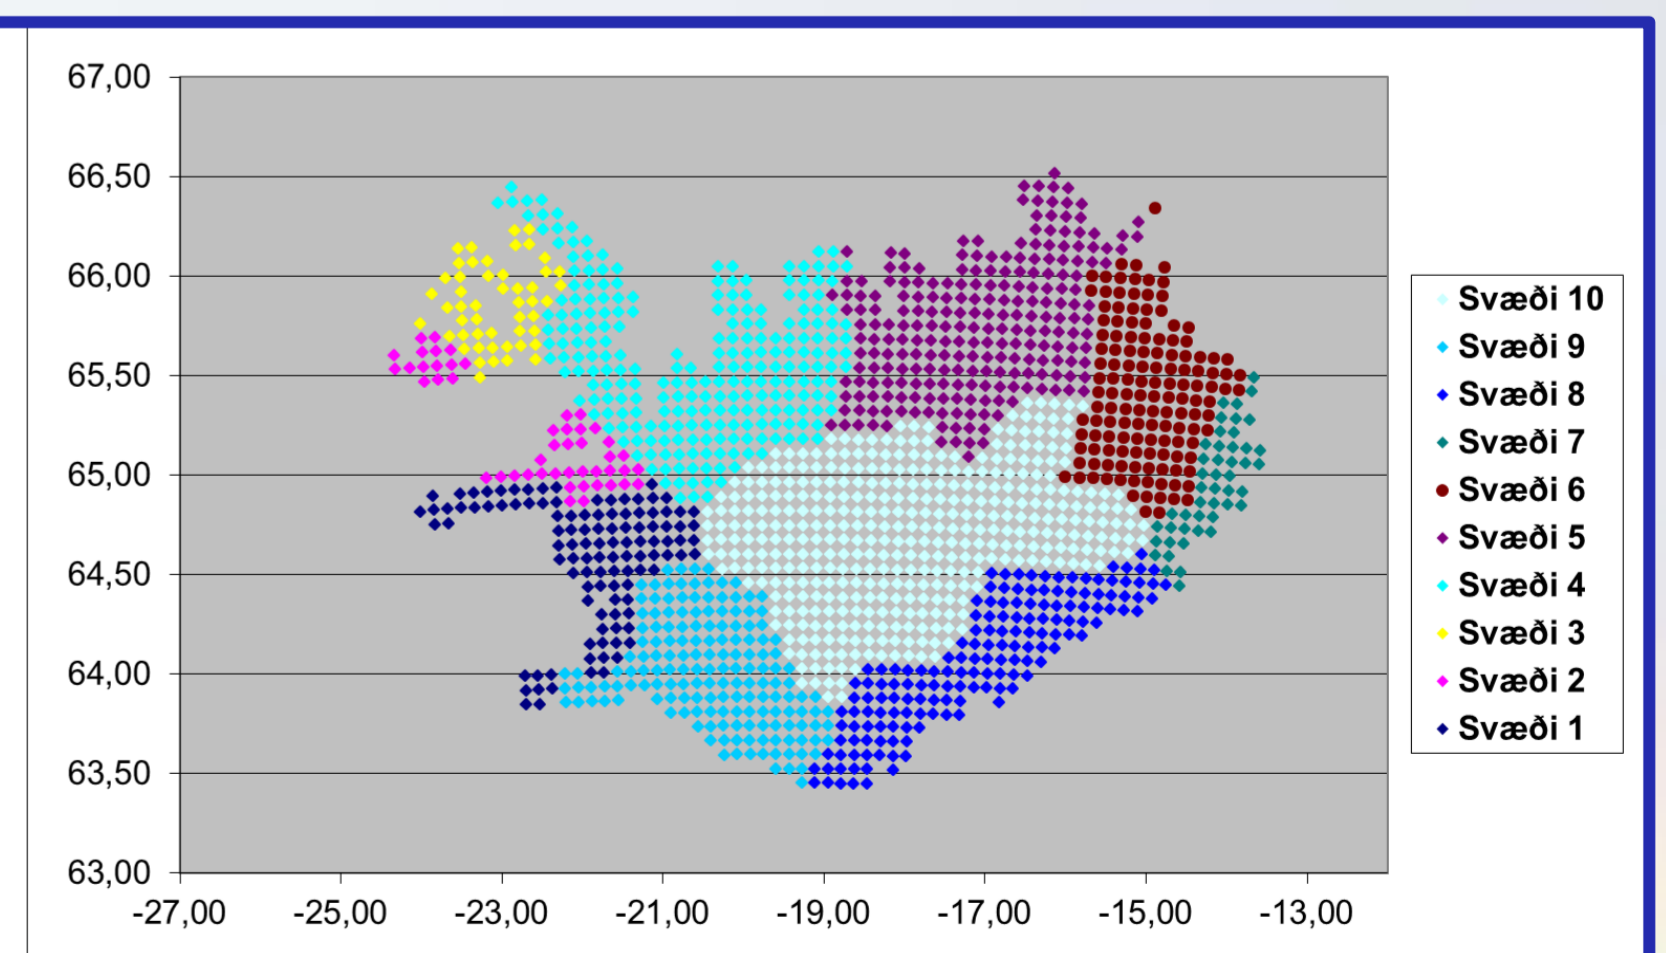 67,00
66,50
66,00
65,50
65,00
64,50
64,00
63,50
63,00
-27,00 -25,00 -23,00 -21,00 -19,00 -17,00 -15,00 -13,00
Svæði 10
Svæði 9
Svæði 8
Svæði 7
Svæði 6
Svæði 5
Svæði 4
Svæði 3
Svæði 2
Svæði 1